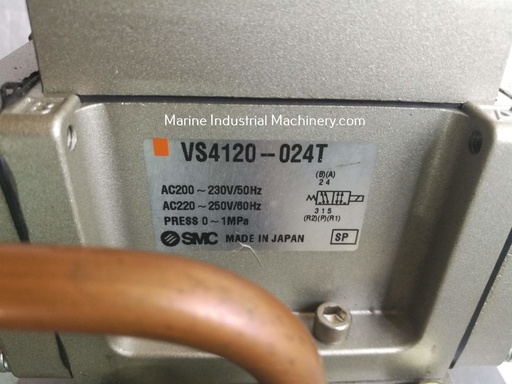 Marine Industrial Machinery.com
VS4120-024T
(B)(A)
2 4
AC200~230V/50Hz
AC220~250V/60Hz
3 1 5
(R2)(P)(R1)
PRESS 0~1MPa
SMC MADE IN JAPAN
SP